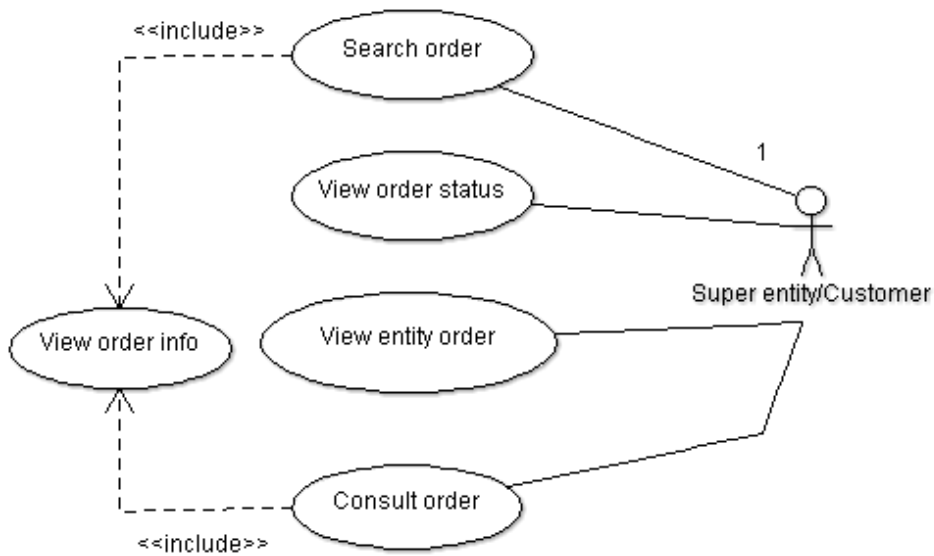 <<include>>
Search order
1
View order status
Super entity/Customer
View order info
View entity order
Consult order
<<include>>